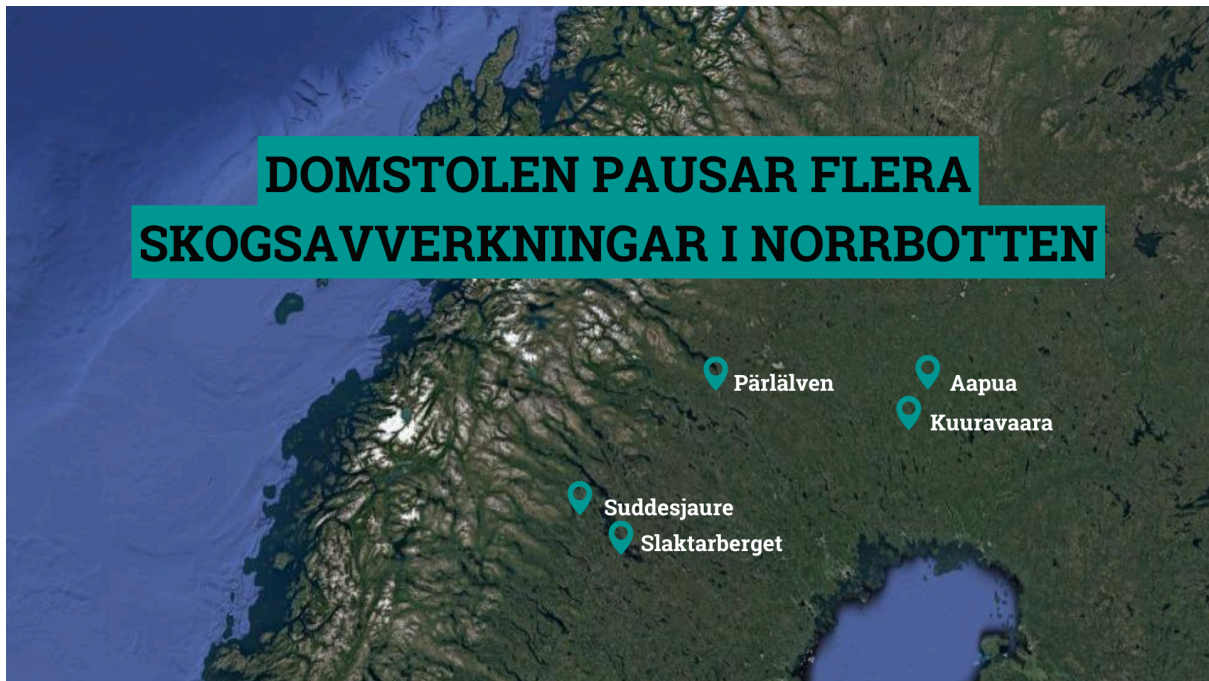 DOMSTOLEN PAUSAR FLERA
SKOGSAVVERKNINGAR I NORRBOTTEN
Pärlälven
Aapua
Kuuravaara
Suddesjaure
Slaktarberget